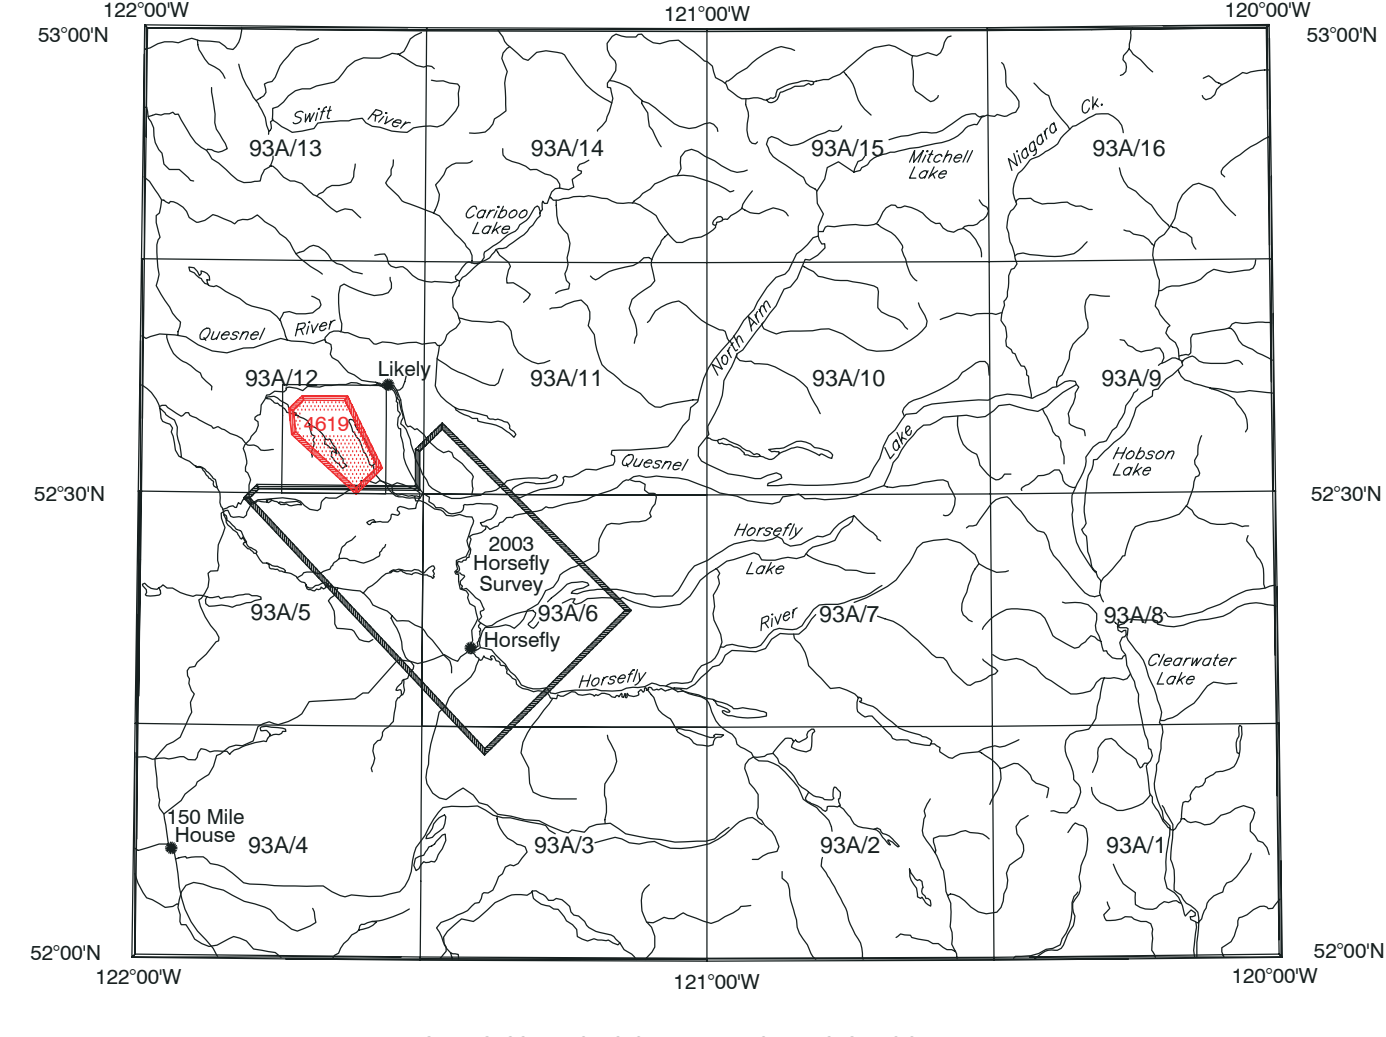 122°00'W
121°00'W
120°00'W
53°00'N
53°00'N
Swift River
Niagara Ck.
93A/13
93A/14
93A/15
93A/16
Mitchell
Lake
Cariboo
Lake
Quesnel River
North Arm
Likely
93A/12
93A/11
93A/10
93A/9
4619
Lake
Quesnel
Hobson
Lake
52°30'N
52°30'N
Horsefly
Lake
2003
Horsefly
Survey
93A/5
93A/6
River
93A/7
93A/8
Horsefly
Horsefly
Clearwater
Lake
150 Mile
House
93A/4
93A/3
93A/2
93A/1
52°00'N
52°00'N
122°00'W
121°00'W
120°00'W